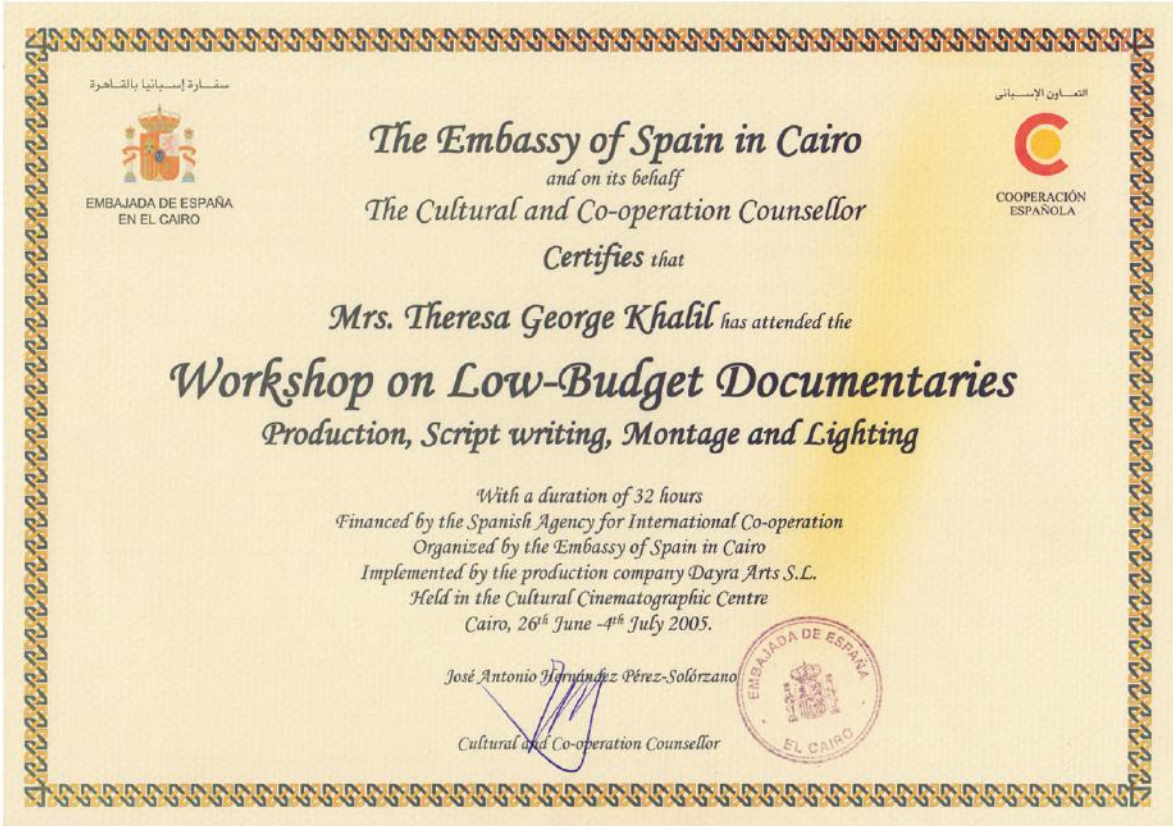 سفارة إسبانيا بالقاهرة
EMBAJADA DE ESPAÑA
EN EL CAIRO
التعاون الإسباني
COOPERACIÓN
ESPAÑOLA
The Embassy of Spain in Cairo
and on its behalf
The Cultural and Co-operation Counsellor
Certifies that
Mrs. Theresa George Khalil has attended the
Workshop on Low-Budget Documentaries
Production, Script writing, Montage and Lighting
With a duration of 32 hours
Financed by the Spanish Agency for International Co-operation
Organized by the Embassy of Spain in Cairo
Implemented by the production company Dayra Arts S.L.
Held in the Cultural Cinematographic Centre
Cairo, 26th June -4th July 2005.
José Antonio Hernández Pérez-Solórzano
Cultural and Co-operation Counsellor
EMBAJADA DE ESPAÑA
EL CAIRO